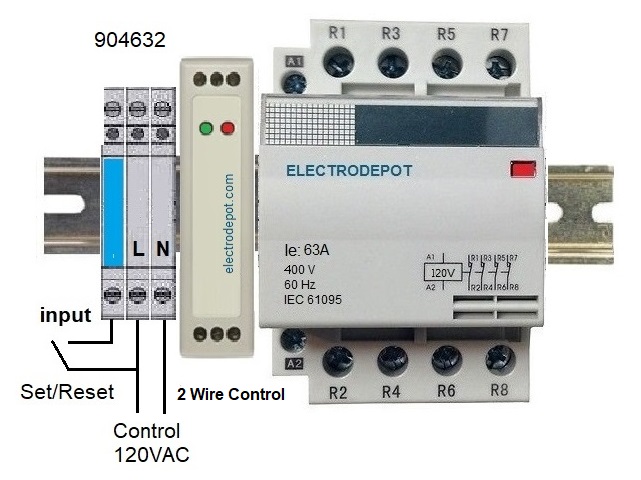 904632
R1 R3 R5 R7
A1
ELECTRODEPOT
electrodepot.com
L N
Ie: 63A
400 V
60 Hz
IEC 61095
A1 R1 R3 R5 R7
120V
A2 R2 R4 R6 R8
input
Set/Reset
2 Wire Control
A2
R2 R4 R6 R8
Control
120VAC